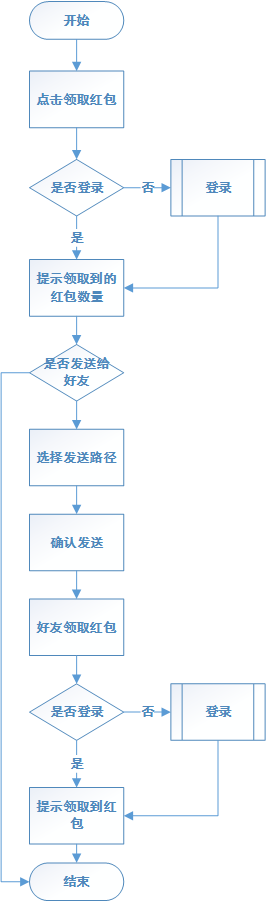 开始
点击领取红包
是否登录
否
登录
是
提示领取到的
红包数量
是否发送给
好友
选择发送路径
确认发送
好友领取红包
是否登录
否
登录
是
提示领取到红
包
结束